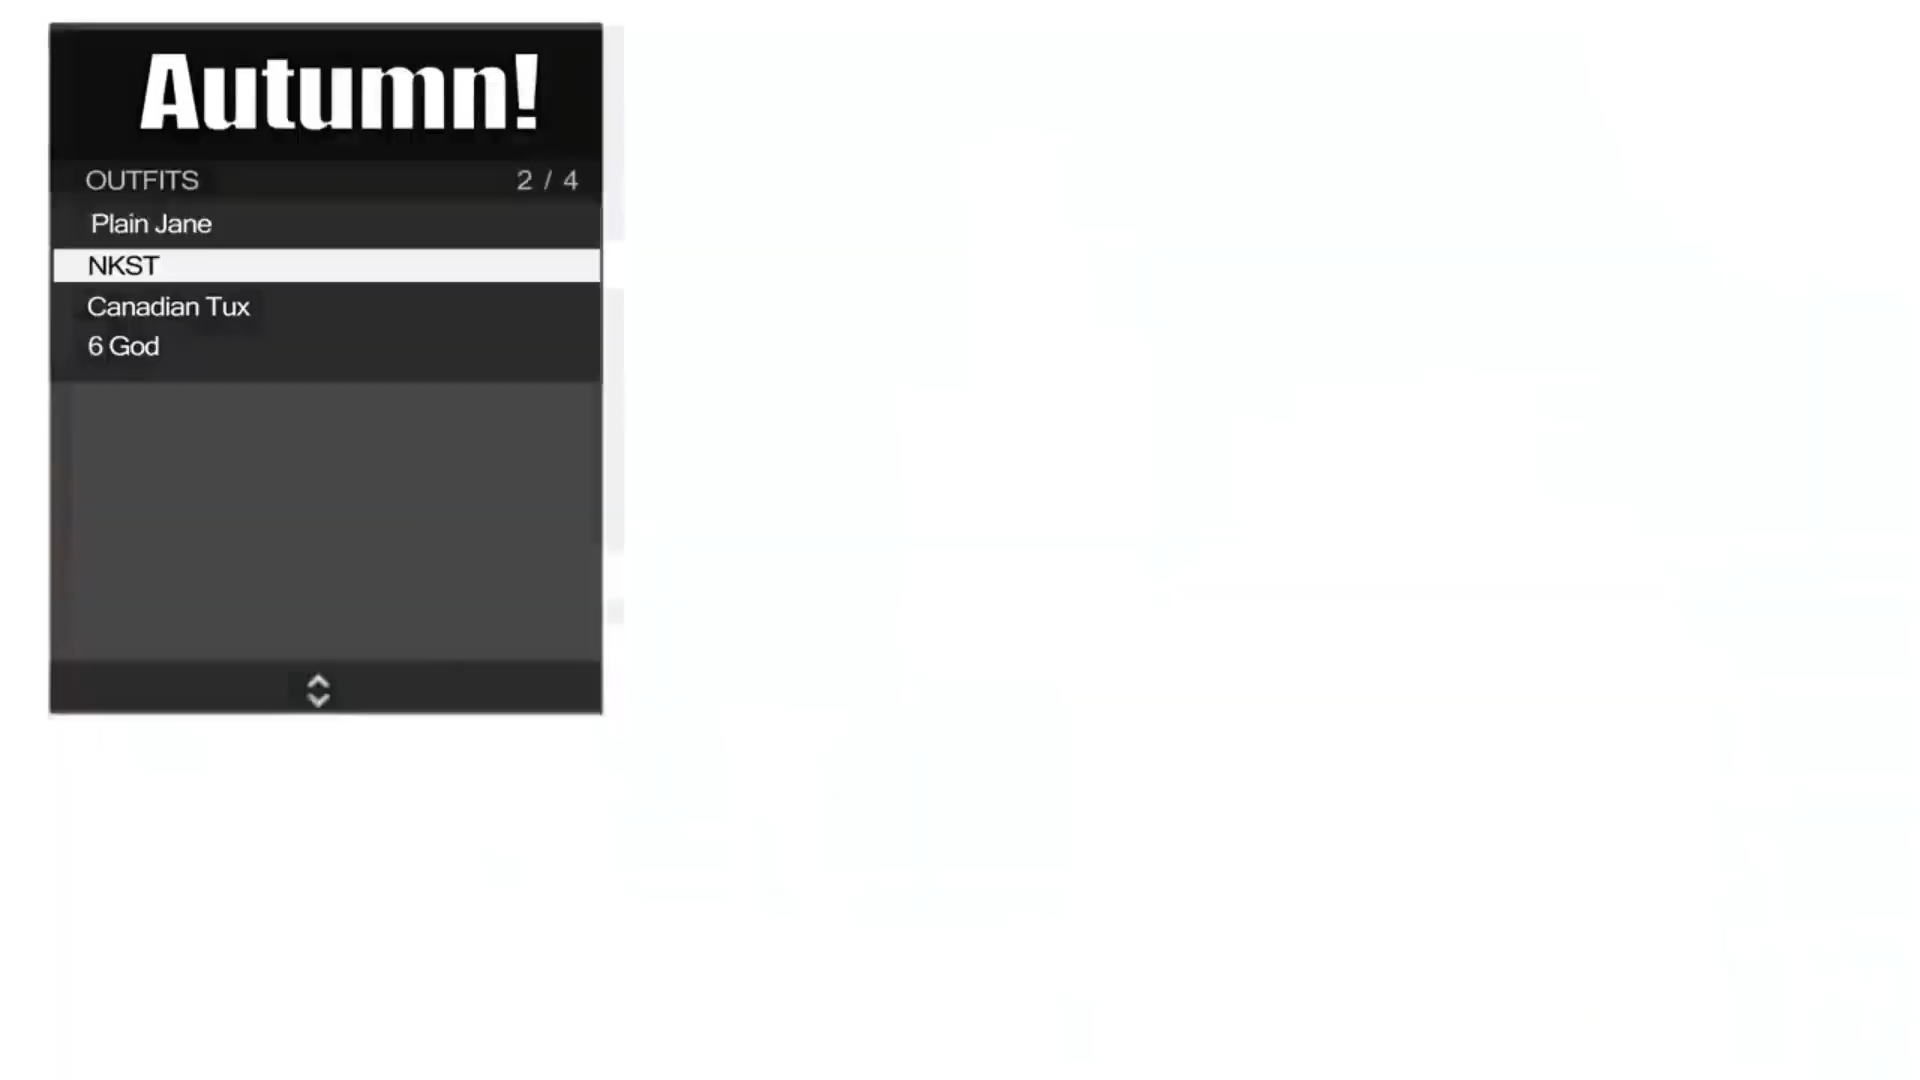 Autumn!
OUTFITS 2 / 4
Plain Jane
NKST
Canadian Tux
6 God